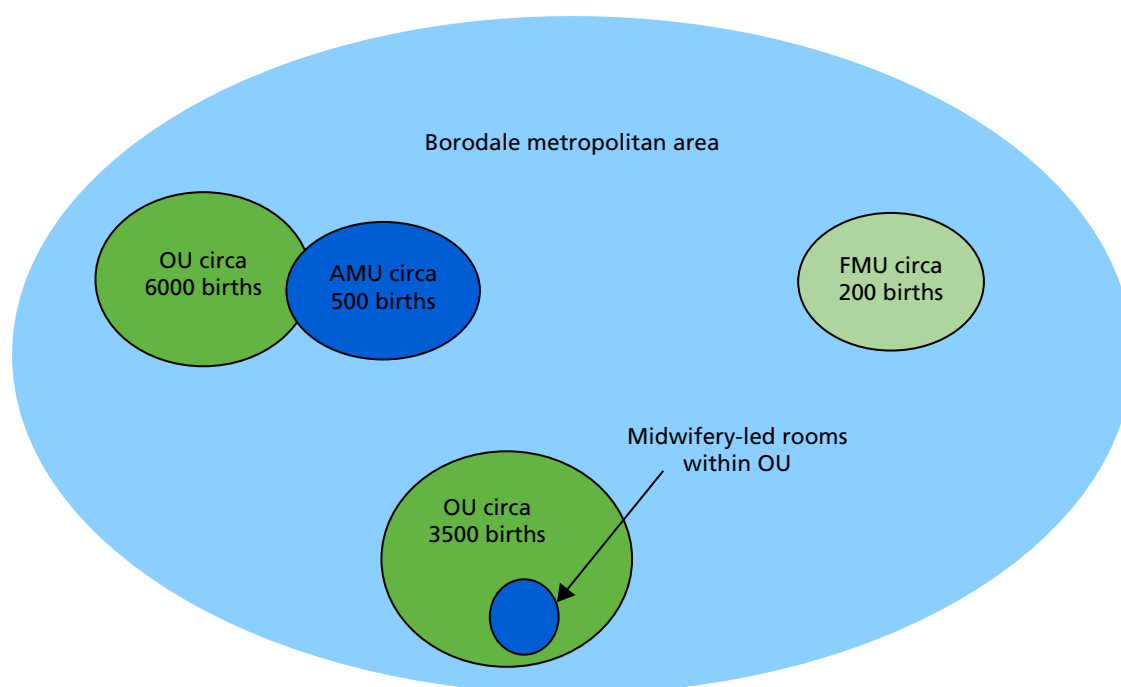 Borodale metropolitan area
OU circa
6000 births
AMU circa
500 births
FMU circa
200 births
Midwifery-led rooms
within OU
OU circa
3500 births